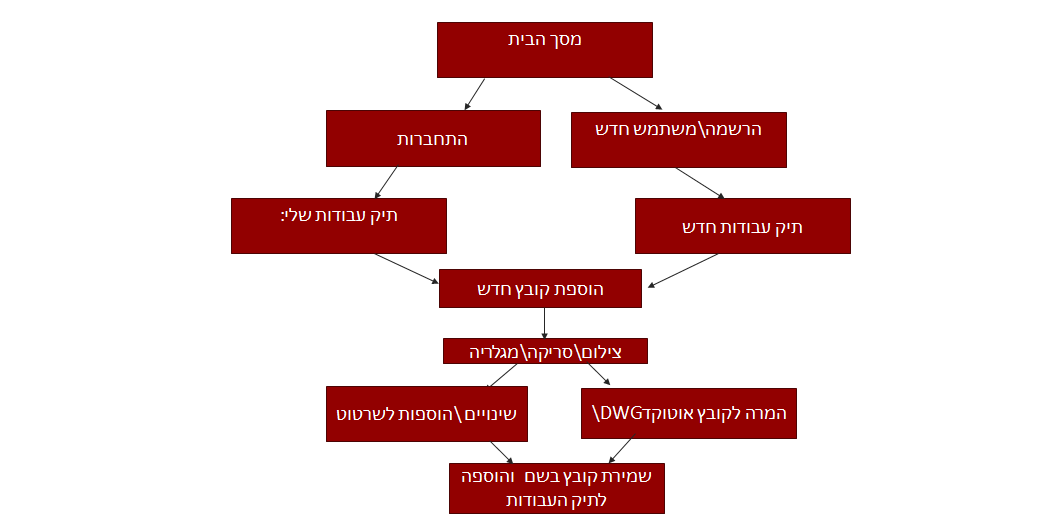 מסך הבית
הרשמה\משתמש חדש
התחברות
תיק עבודות שלי:
תיק עבודות חדש
הוספת קובץ חדש
צילום\סריקה\מגלריה
המרה לקובץ אוטוקדDWG\
שינויים \הוספות לשרטוט
שמירת קובץ בשם והוספה
לתיק העבודות